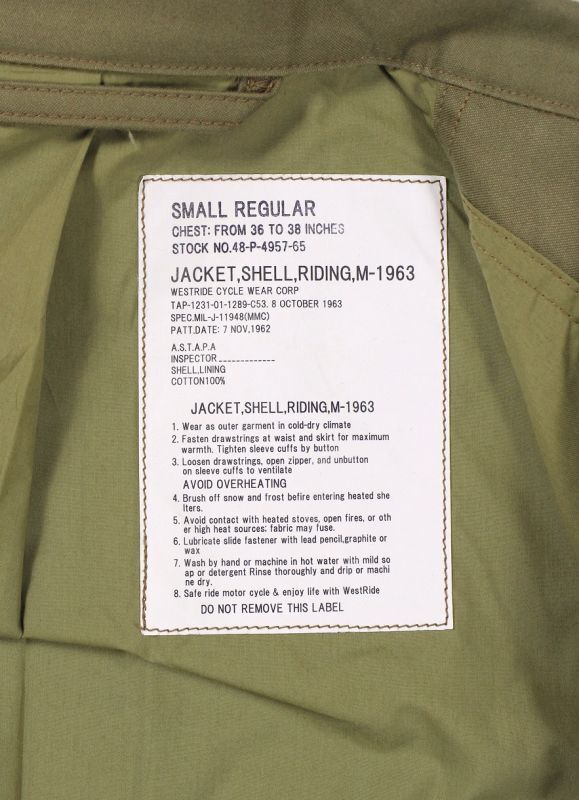 SMALL REGULAR
CHEST: FROM 36 TO 38 INCHES
STOCK NO.48-P-4957-65
JACKET,SHELL,RIDING,M-1963
WESTRIDE CYCLE WEAR CORP
TAP-1231-01-1289-C53. 8 OCTOBER 1963
SPEC.MIL-J-11948(MMC)
PATT.DATE: 7 NOV,1962
A.S.T.A.P.A
INSPECTOR_____________
SHELL,LINING
COTTON100%
JACKET,SHELL,RIDING,M-1963
1. Wear as outer garment in cold-dry climate
2. Fasten drawstrings at waist and skirt for maximum
warmth. Tighten sleeve cuffs by button
3. Loosen drawstrings, open zipper, and unbutton
on sleeve cuffs to ventilate
AVOID OVERHEATING
4. Brush off snow and frost befire entering heated she
lters.
5. Avoid contact with heated stoves, open fires, or oth
er high heat sources: fabric may fuse.
6. Lubricate slide fastener with lead pencil,graphite or
wax
7. Wash by hand or machine in hot water with mild so
ap or detergent Rinse thoroughly and drip or machi
ne dry.
8. Safe ride motor cycle & enjoy life with WestRide
DO NOT REMOVE THIS LABEL